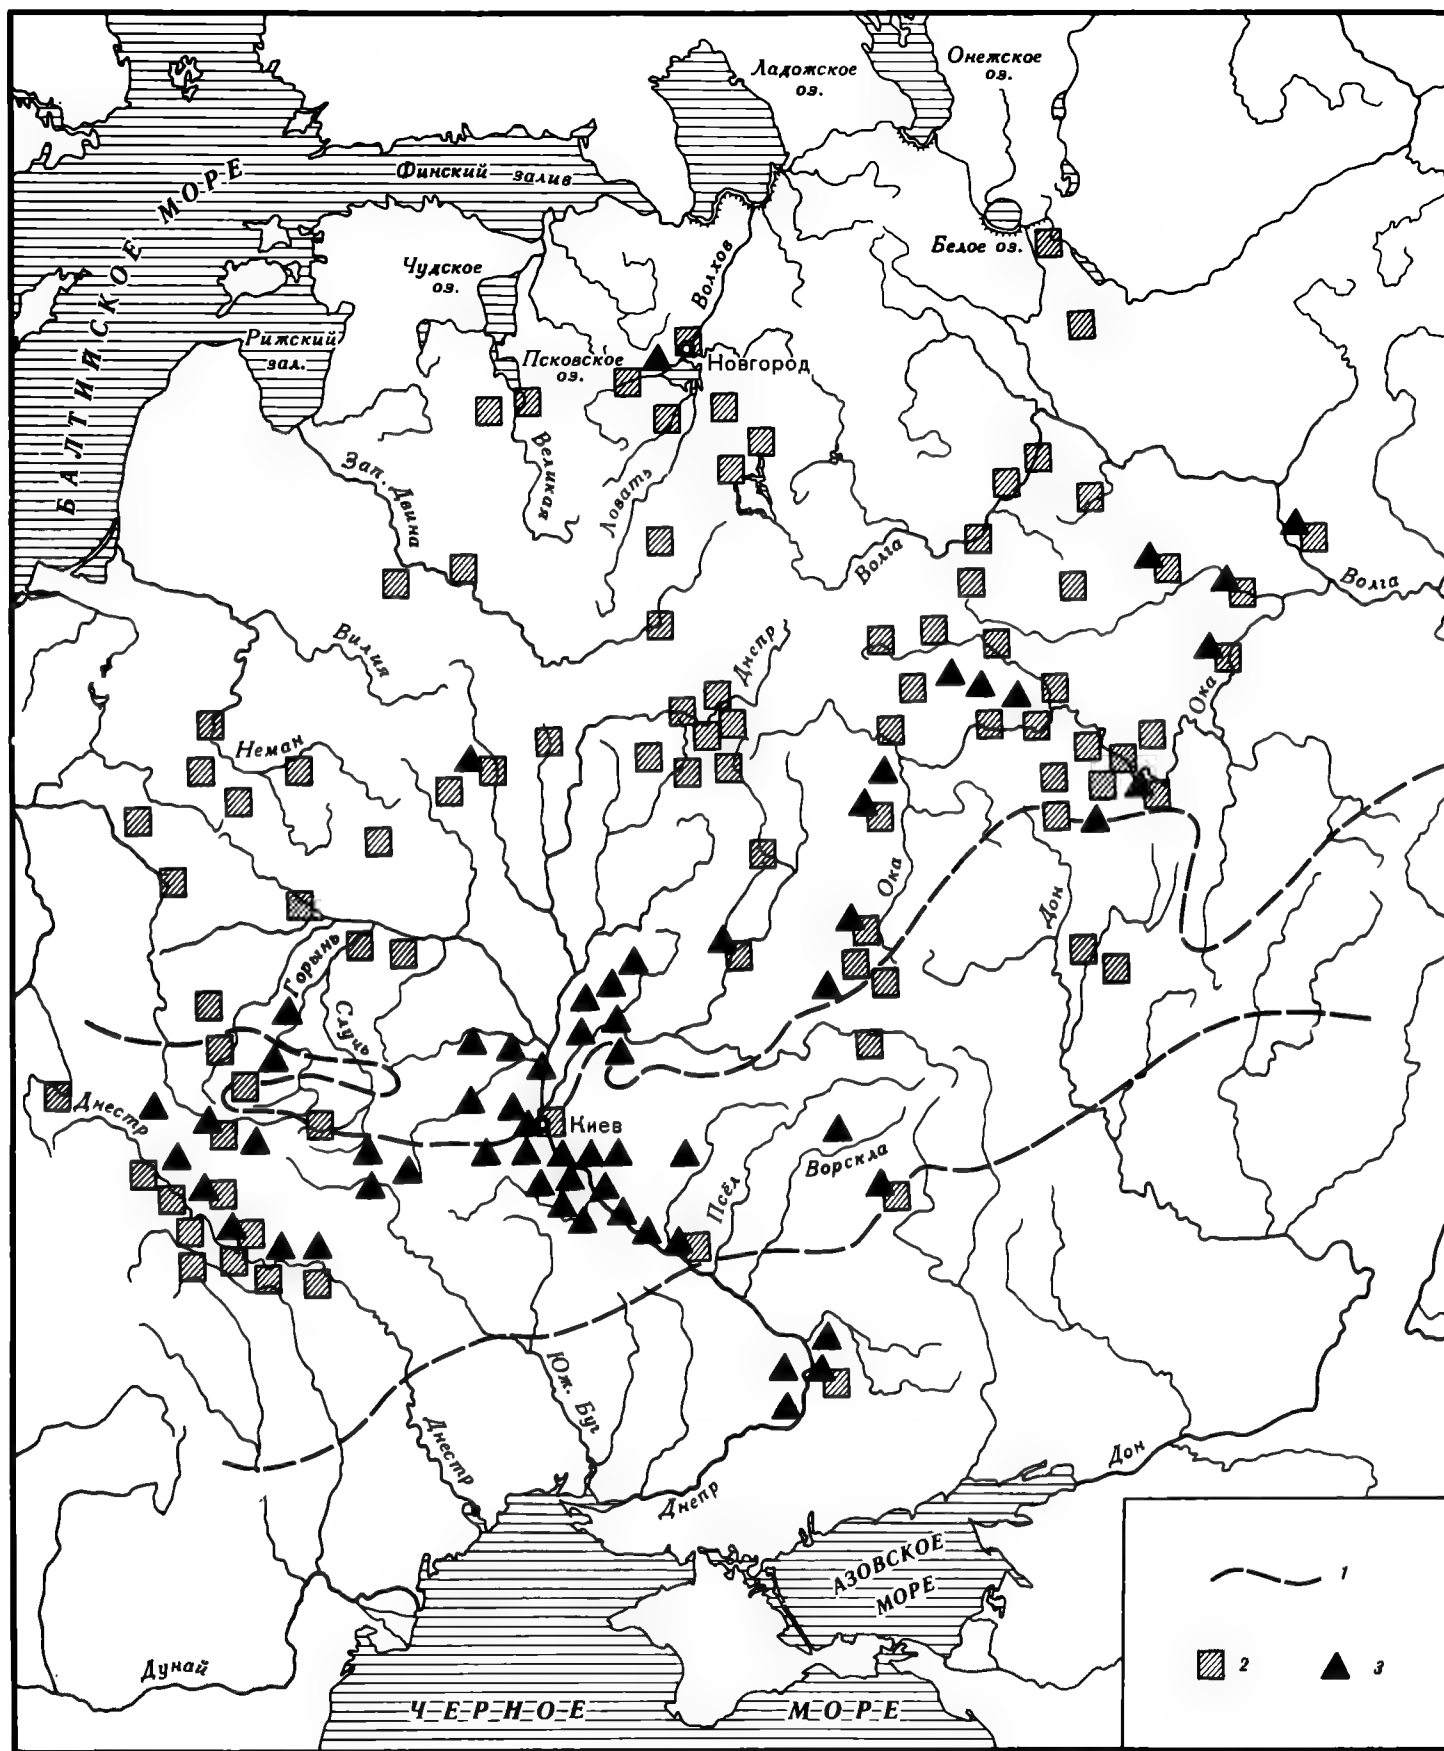 Ладожское
оз.
Онежское
оз.
Финский залив
БАЛТИЙСКОЕ МОРЕ
Белое оз.
Чудское
оз.
Волхов
Рижский
зал.
Псковское
оз.
Новгород
Великая
Ловать
Зап. Двина
Волга
Волга
Вилия
Днепр
Ока
Неман
Ока
Дон
Горынь
Случь
Днестр
Киев
Псёл
Ворскла
Юж. Буг
Днестр
Днепр
Дон
АЗОВСКОЕ
МОРЕ
Дунай
ЧЕРНОЕ МОРЕ
1
2
3